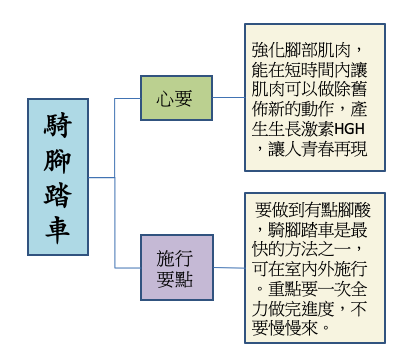 騎腳踏車
心要
強化腳部肌肉，
能在短時間內讓
肌肉可以做除舊
佈新的動作，產
生生長激素HGH
，讓人青春再現
施行
要點
要做到有點腳酸
，騎腳踏車是最
快的方法之一，
可在室內外施行
。重點要一次全
力做完進度，不
要慢慢來。